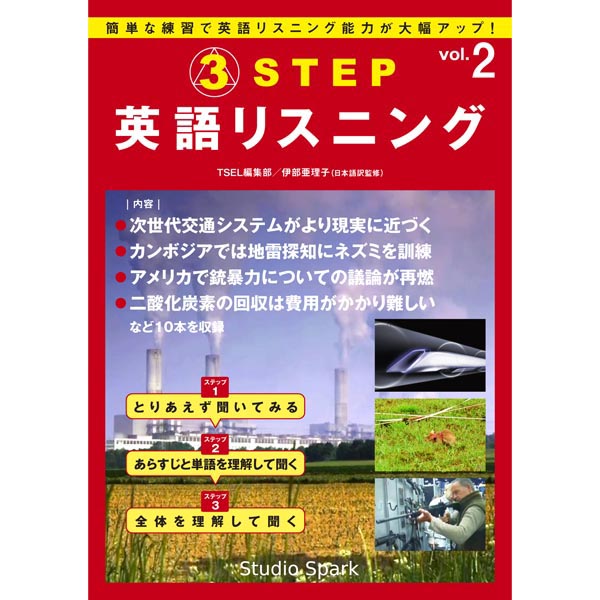 簡単な練習で英語リスニング能力が大幅アップ！
3 STEP vol.2
英語リスニング
TSEL編集部／伊部亜理子(日本語訳監修)
| 内容 |
●次世代交通システムがより現実に近づく
●カンボジアでは地雷探知にネズミを訓練
●アメリカで銃暴力についての議論が再燃
●二酸化炭素の回収は費用がかかり難しい
など10本を収録
ステップ
1
とりあえず聞いてみる
ステップ
2
あらすじと単語を理解して聞く
ステップ
3
全体を理解して聞く
Studio Spark